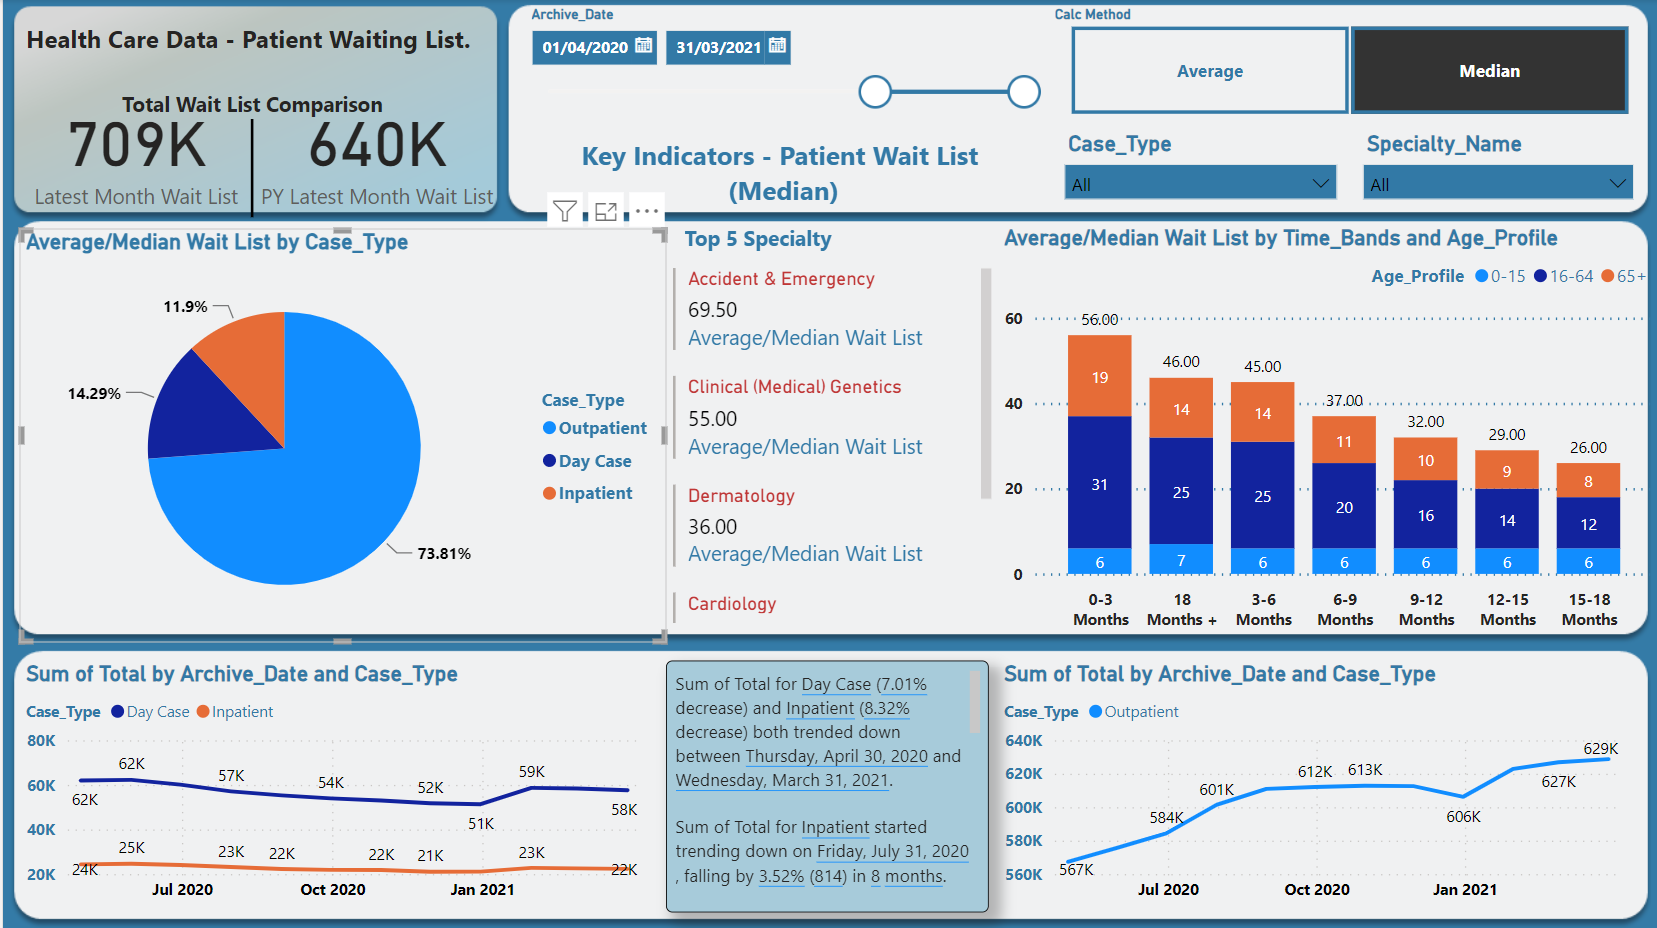 Health Care Data - Patient Waiting List.
Total Wait List Comparison
709K
640K
Latest Month Wait List
PY Latest Month Wait List
Archive_Date
01/04/2020
31/03/2021
Key Indicators - Patient Wait List
(Median)
Calc Method
Average
Median
Case_Type
All
Specialty_Name
All
Average/Median Wait List by Case_Type
11.9%
14.29%
73.81%
Case_Type
Outpatient
Day Case
Inpatient
Top 5 Specialty
Accident & Emergency
69.50
Average/Median Wait List
Clinical (Medical) Genetics
55.00
Average/Median Wait List
Dermatology
36.00
Average/Median Wait List
Cardiology
Average/Median Wait List by Time_Bands and Age_Profile
Age_Profile 0-15 16-64 65+
60
40
20
0
56.00
46.00
45.00
37.00
32.00
29.00
26.00
19
14
14
11
10
9
8
31
25
25
20
16
14
12
6
7
6
6
6
6
6
0-3
Months
18
Months +
3-6
Months
6-9
Months
9-12
Months
12-15
Months
15-18
Months
Sum of Total by Archive_Date and Case_Type
Case_Type Day Case Inpatient
80K
60K
40K
20K
62K
62K
57K
54K
52K
51K
59K
58K
24K
25K
23K
22K
22K
21K
23K
22K
Jul 2020
Oct 2020
Jan 2021
Sum of Total for Day Case (7.01%
decrease) and Inpatient (8.32%
decrease) both trended down
between Thursday, April 30, 2020 and
Wednesday, March 31, 2021.
Sum of Total for Inpatient started
trending down on Friday, July 31, 2020
, falling by 3.52% (814) in 8 months.
Sum of Total by Archive_Date and Case_Type
Case_Type Outpatient
640K
620K
600K
580K
560K
567K
584K
601K
612K
613K
606K
627K
629K
Jul 2020
Oct 2020
Jan 2021